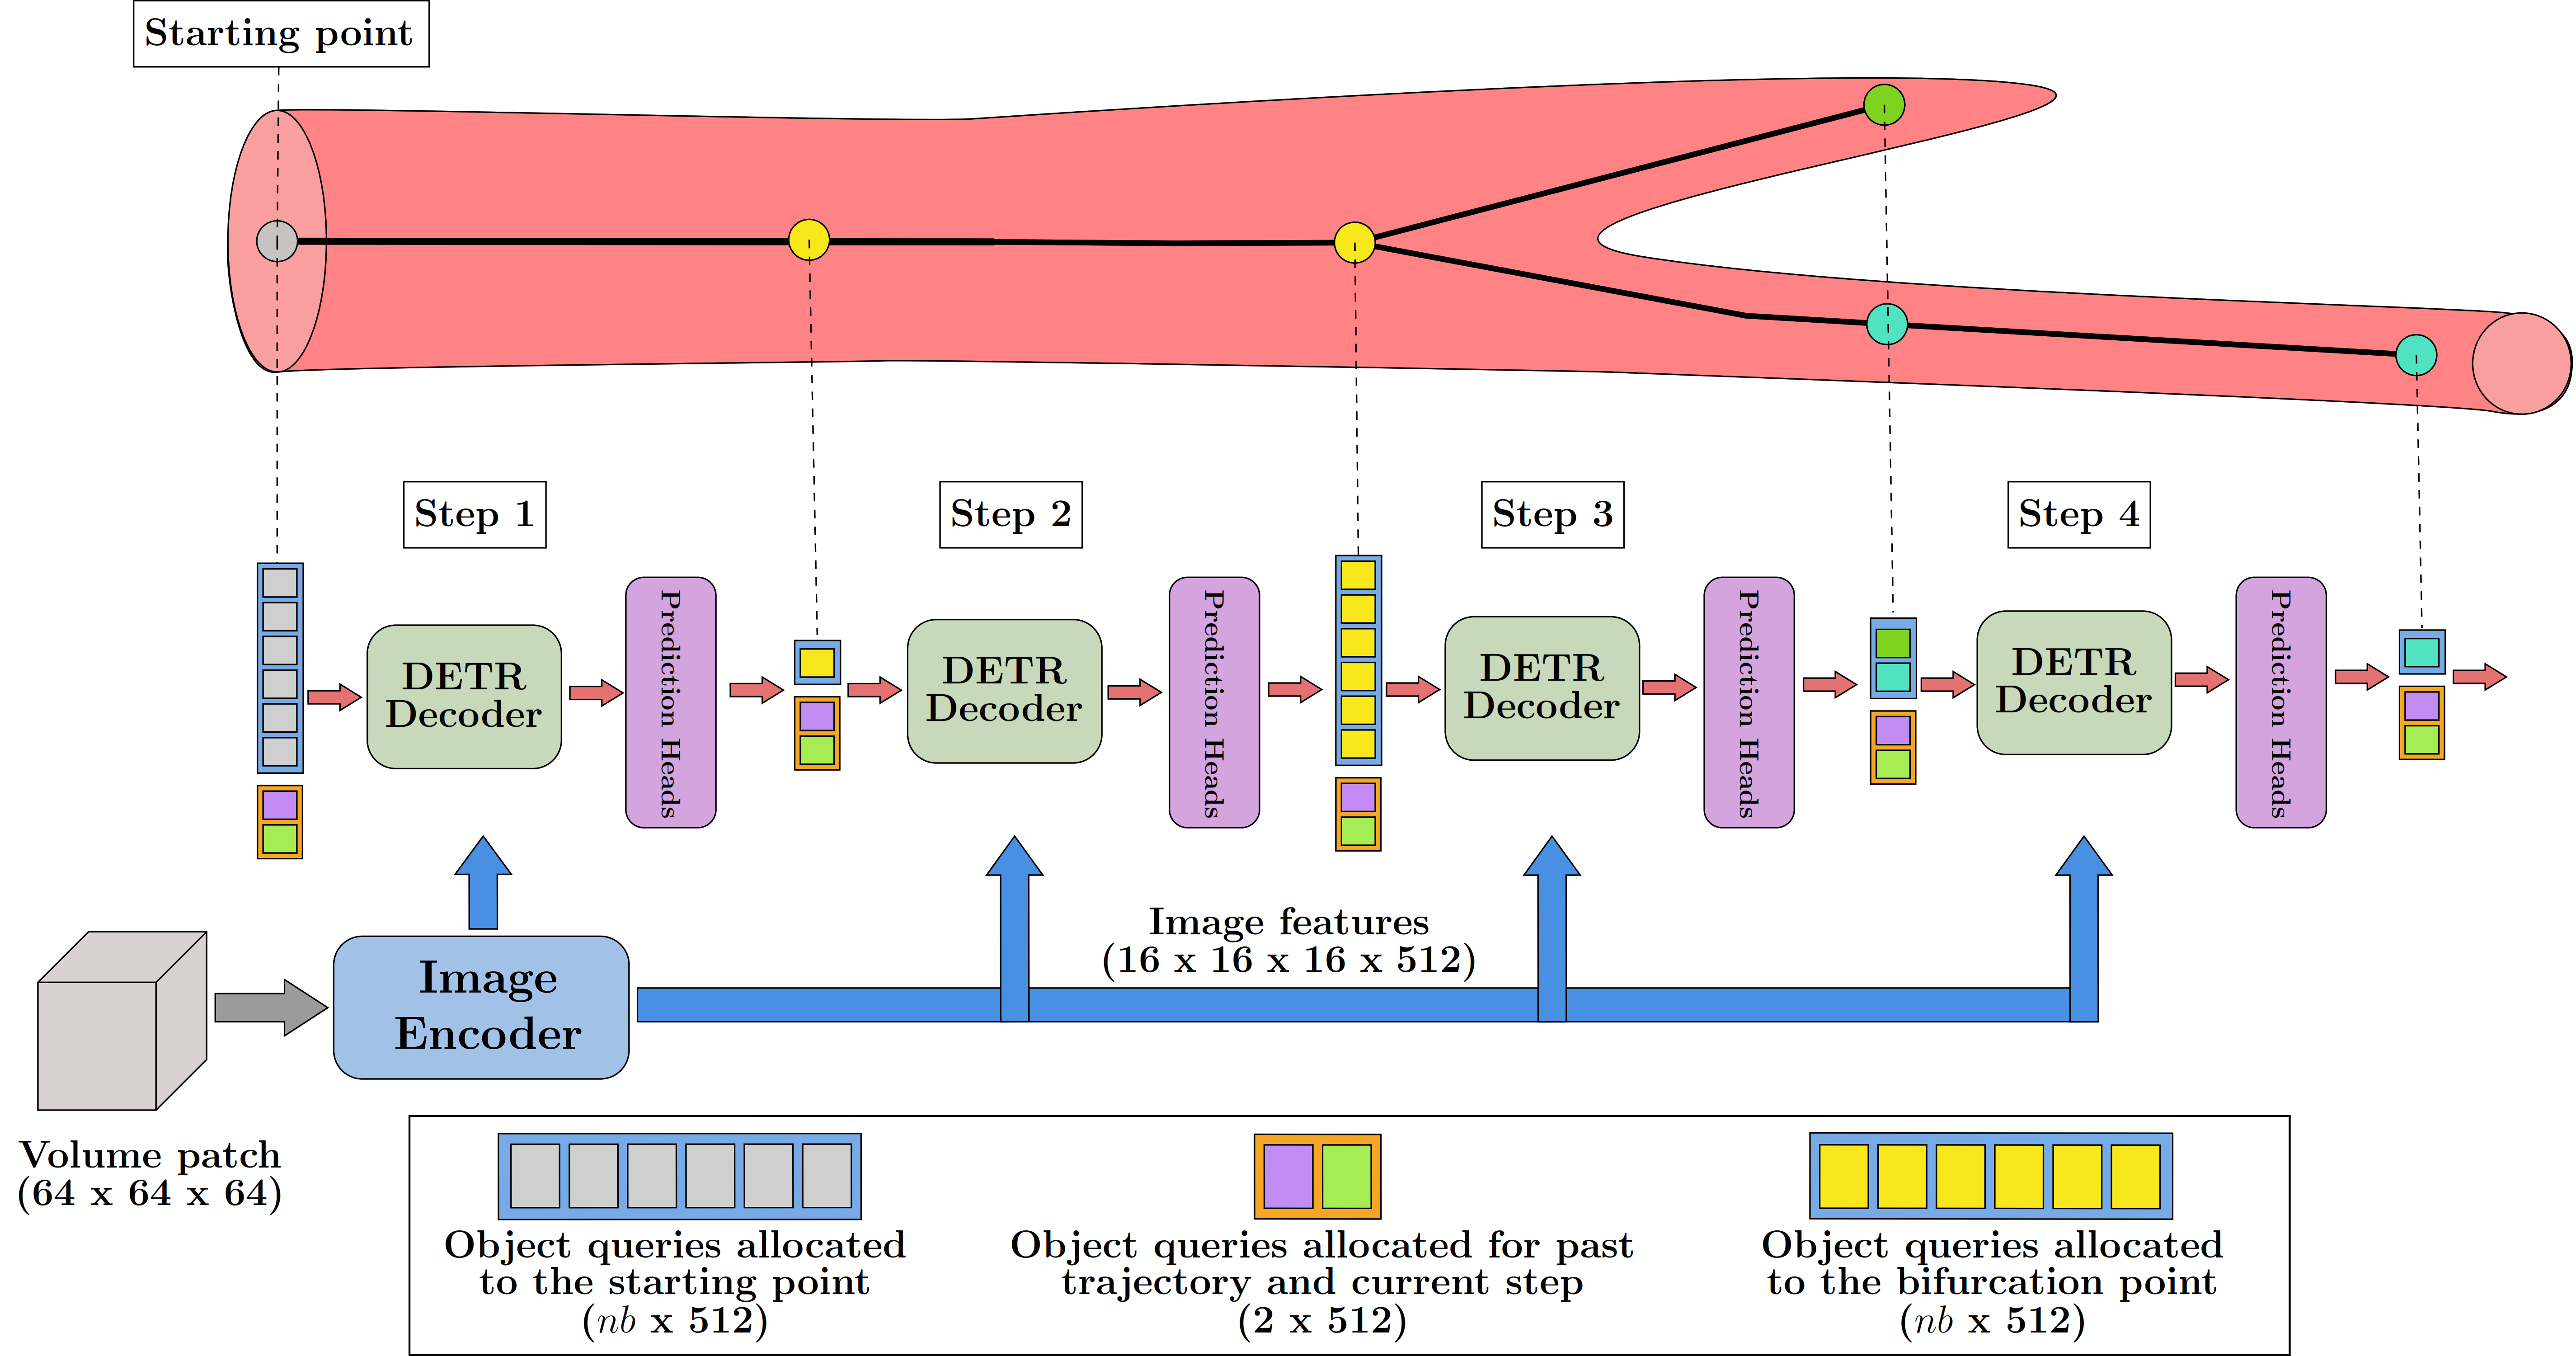 Starting point
Step 1
Step 2
Step 3
Step 4
DETR
Decoder
Prediction Heads
DETR
Decoder
Prediction Heads
DETR
Decoder
Prediction Heads
DETR
Decoder
Prediction Heads
Image features
(16 x 16 x 16 x 512)
Image
Encoder
Volume patch
(64 x 64 x 64)
Object queries allocated
to the starting point
(nb x 512)
Object queries allocated for past
trajectory and current step
(2 x 512)
Object queries allocated
to the bifurcation point
(nb x 512)